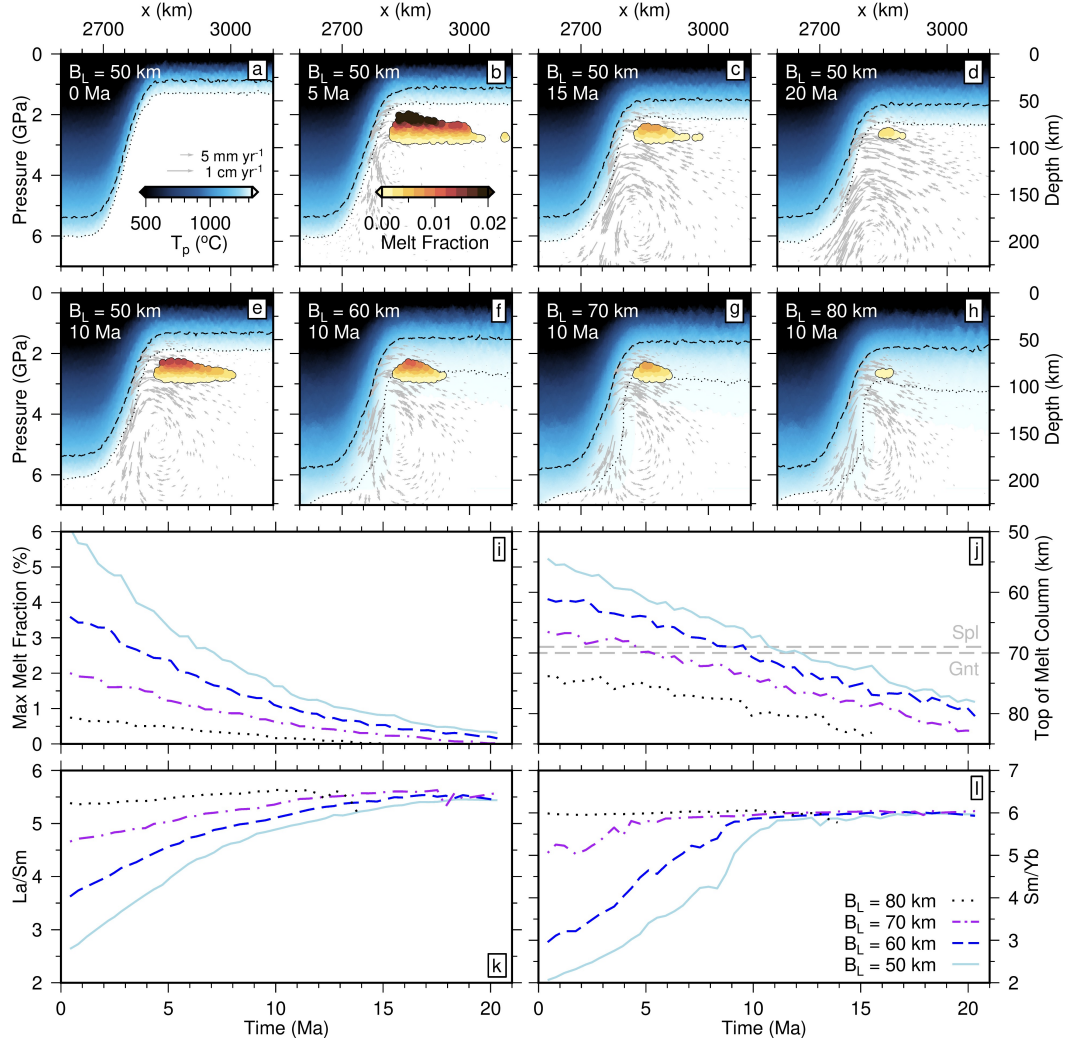 x (km)
x (km)
2700
3000
2700
3000
0
2
4
6
Pressure (GPa)
B_L = 50 km
0 Ma
a
5 mm yr⁻¹
1 cm yr⁻¹
500
1000
T_p (°C)
B_L = 50 km
5 Ma
b
0.00
0.01
0.02
Melt Fraction
B_L = 50 km
15 Ma
c
B_L = 50 km
20 Ma
d
0
50
100
150
200
Depth (km)
0
2
4
6
Pressure (GPa)
B_L = 50 km
10 Ma
e
B_L = 60 km
10 Ma
f
B_L = 70 km
10 Ma
g
B_L = 80 km
10 Ma
h
0
50
100
150
200
Depth (km)
6
5
4
3
2
1
0
Max Melt Fraction (%)
i
j
Spl
Gnt
50
60
70
80
Top of Melt Column (km)
6
5
4
3
2
La/Sm
k
0
5
10
15
20
Time (Ma)
l
B_L = 80 km
B_L = 70 km
B_L = 60 km
B_L = 50 km
7
6
5
4
3
2
Sm/Yb
0
5
10
15
20
Time (Ma)